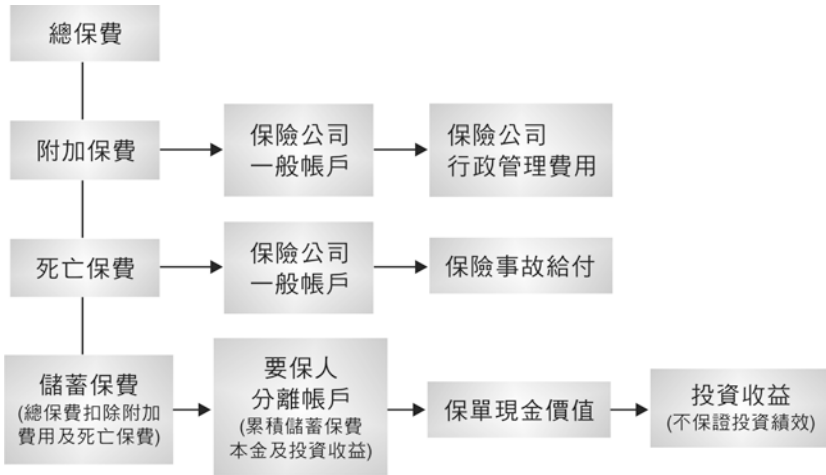 總保費
附加保費
保險公司
一般帳戶
保險公司
行政管理費用
死亡保費
保險公司
一般帳戶
保險事故給付
儲蓄保費
(總保費扣除附加
費用及死亡保費)
要保人
分離帳戶
(累積儲蓄保費
本金及投資收益)
保單現金價值
投資收益
(不保證投資績效)